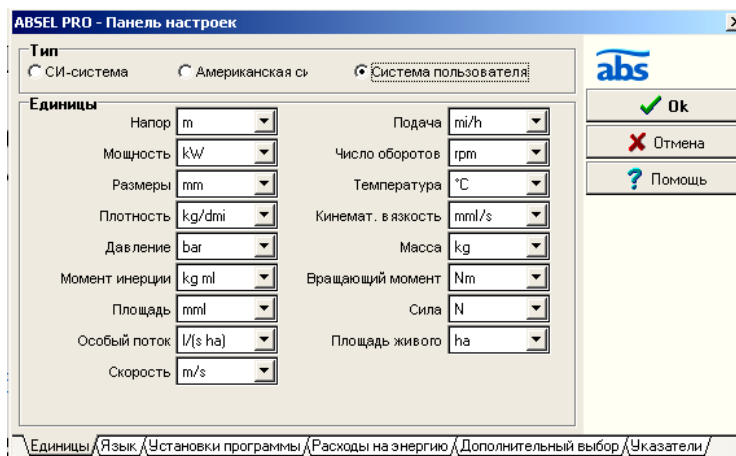 ABSEL PRO - Панель настроек
Тип
СИ-система Американская си Система пользователя
abs
Единицы
Напор m Подача mi/h
Мощность kW Число оборотов rpm
Размеры mm Температура °C
Плотность kg/dmi Кинемат. вязкость mml/s
Давление bar Масса kg
Момент инерции kg ml Вращающий момент Nm
Площадь mml Сила N
Особый поток l/(s ha) Площадь живого ha
Скорость m/s
Ok
Отмена
Помощь
Единицы Язык Установки программы Расходы на энергию Дополнительный выбор Указатели